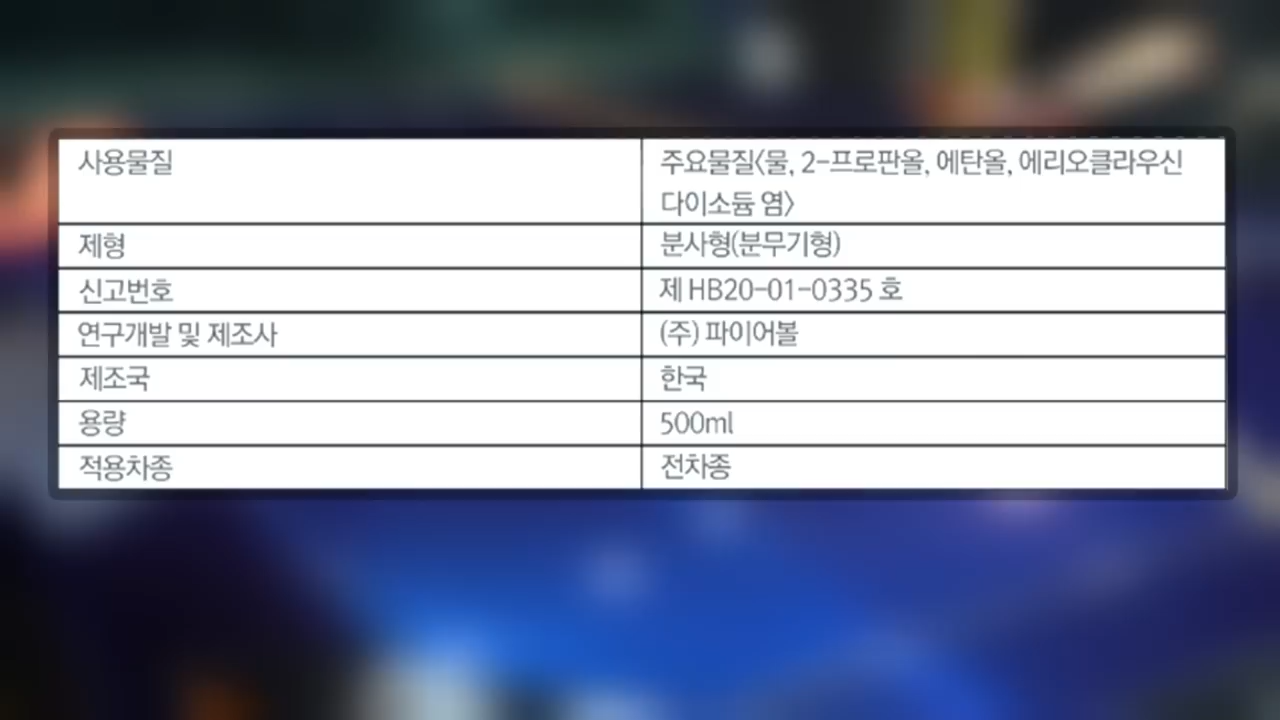 사용물질
주요물질<물, 2-프로판올, 에탄올, 에리오클라우신
다이소듐 염>
제형
분사형(분무기형)
신고번호
제 HB20-01-0335 호
연구개발 및 제조사
(주) 파이어볼
제조국
한국
용량
500ml
적용차종
전차종